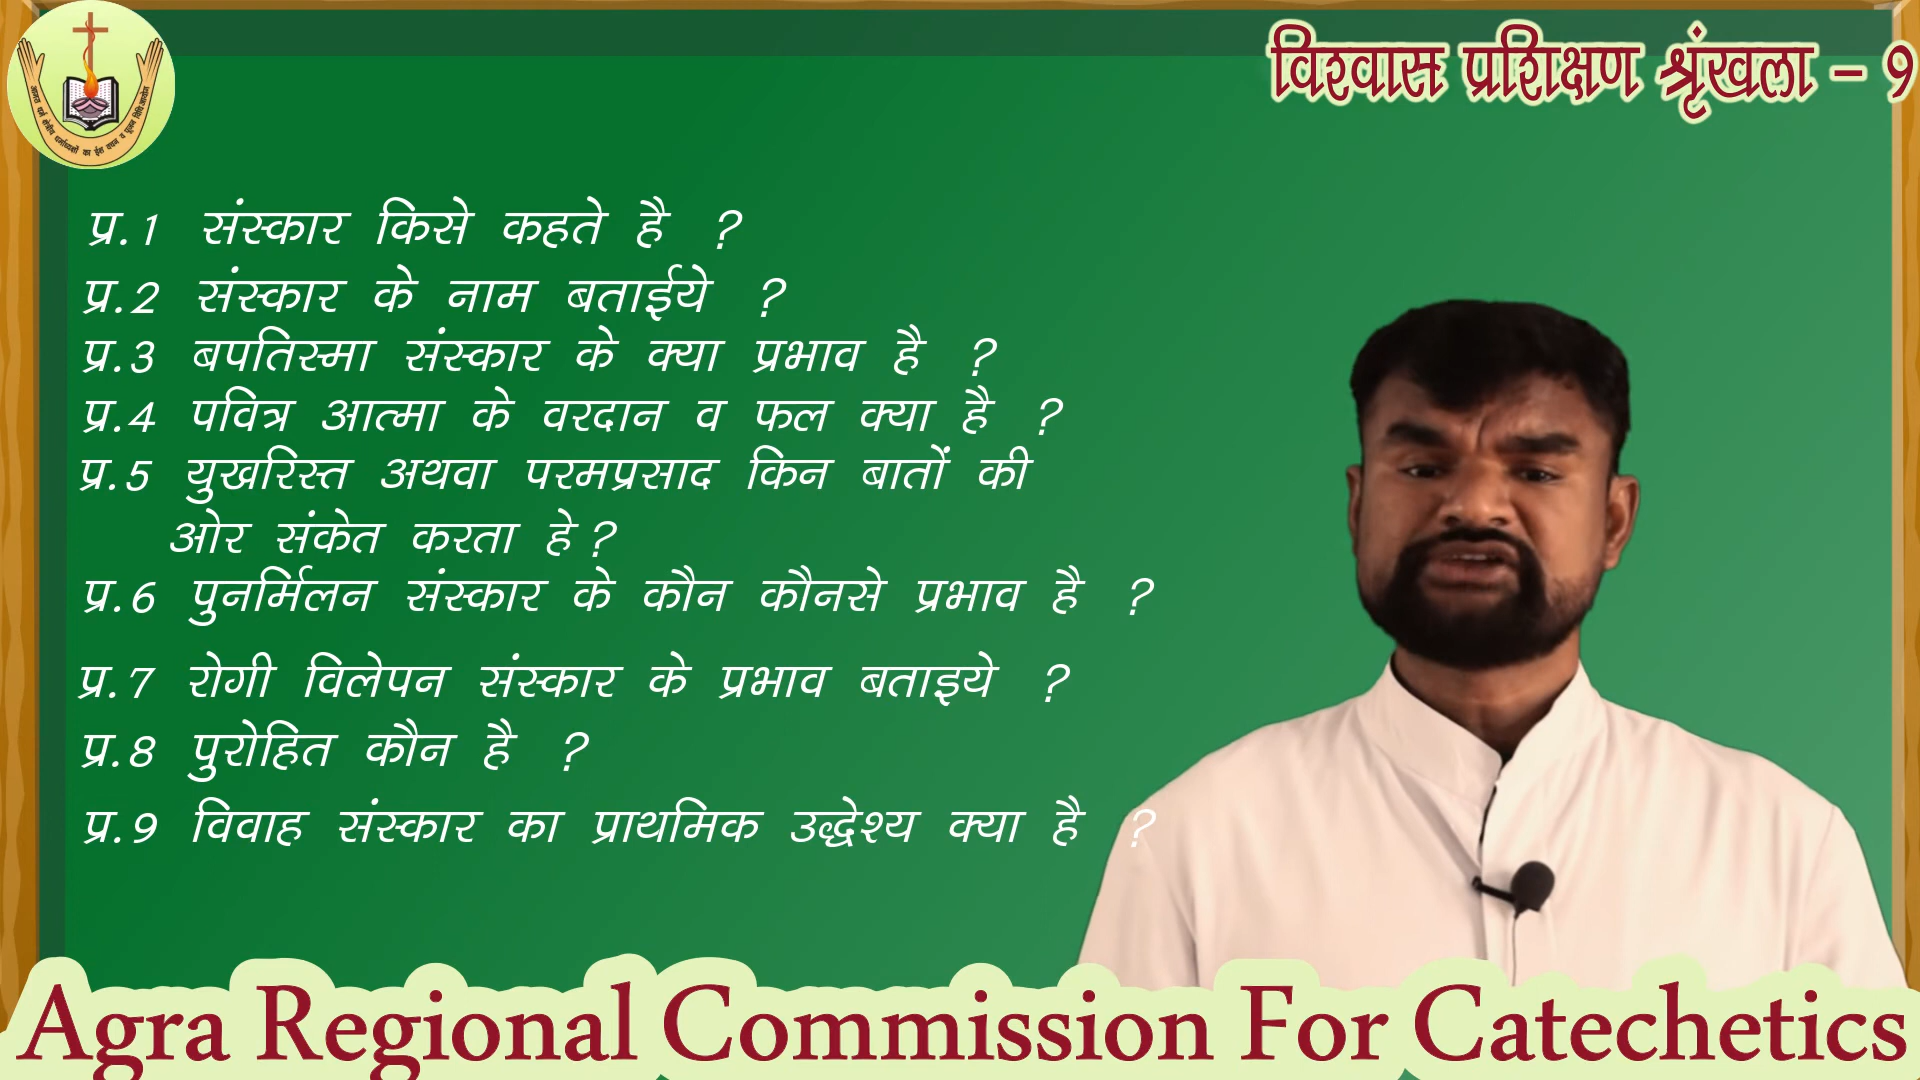 विश्वास प्रशिक्षण श्रृंखला – 9
प्र.1 संस्कार किसे कहते है ?
प्र.2 संस्कार के नाम बताईये ?
प्र.3 बपतिस्मा संस्कार के क्या प्रभाव है ?
प्र.4 पवित्र आत्मा के वरदान व फल क्या है ?
प्र.5 युखरिस्त अथवा परमप्रसाद किन बातों की
ओर संकेत करता हे ?
प्र.6 पुनर्मिलन संस्कार के कौन कौनसे प्रभाव है ?
प्र.7 रोगी विलेपन संस्कार के प्रभाव बताइये ?
प्र.8 पुरोहित कौन है ?
प्र.9 विवाह संस्कार का प्राथमिक उद्धेश्य क्या है ?
Agra Regional Commission For Catechetics